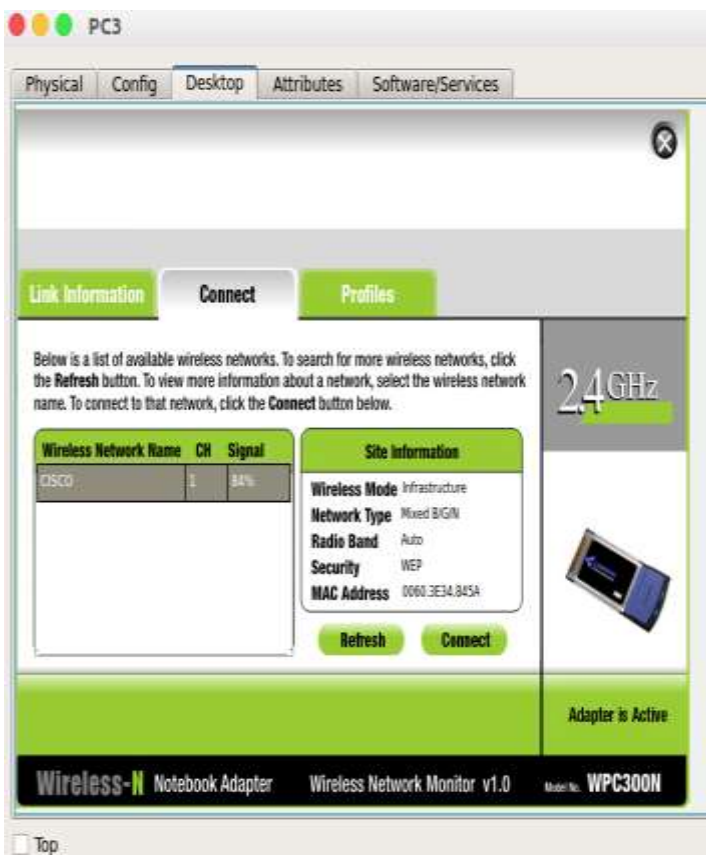 PC3
Physical Config Desktop Attributes Software/Services
Link Information Connect Profiles
Below is a list of available wireless networks. To search for more wireless networks, click
the Refresh button. To view more information about a network, select the wireless network
name. To connect to that network, click the Connect button below.
2.4GHz
Wireless Network Name CH Signal
CISCO 1 84%
Site Information
Wireless Mode Infrastructure
Network Type Mixed B/G/N
Radio Band Auto
Security WEP
MAC Address 0060.3E34.845A
Refresh Connect
Adapter is Active
Wireless-N Notebook Adapter Wireless Network Monitor v1.0 Model No. WPC300N
Top